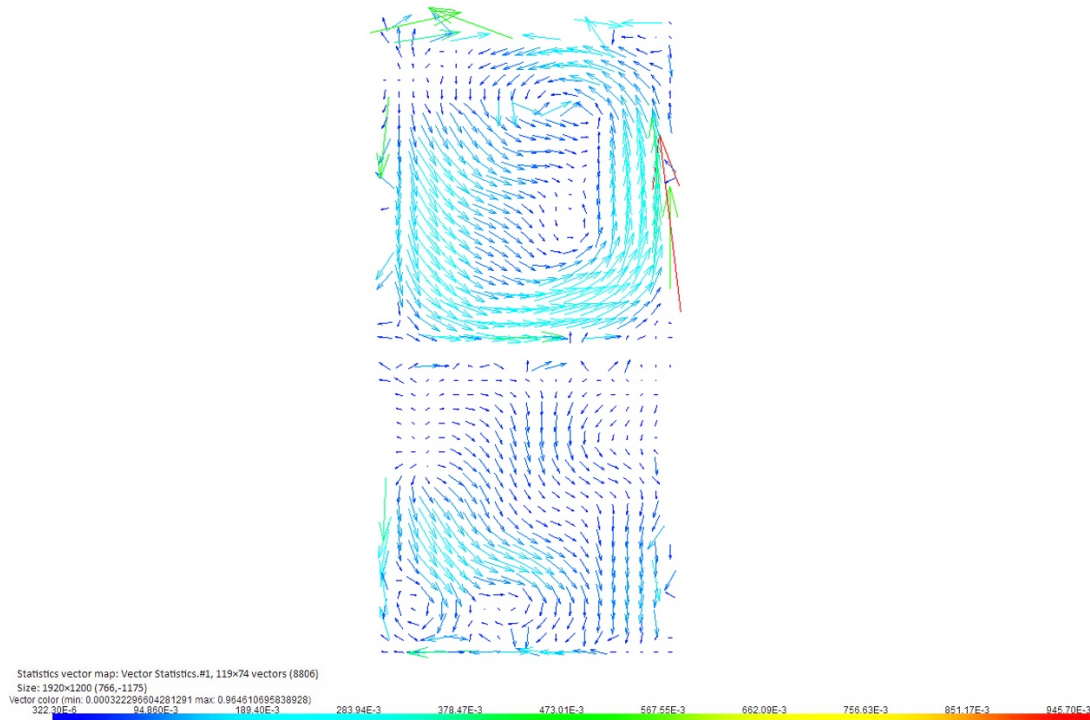 Statistics vector map: Vector Statistics.#1, 119×74 vectors (8806)
Size: 1920×1200 (766,-1175)
Vector color (min: 0.000322296604281291 max: 0.964610695838928)
322.30E-6 94.860E-3 189.40E-3 283.94E-3 378.47E-3 473.01E-3 567.55E-3 662.09E-3 756.63E-3 851.17E-3 945.70E-3